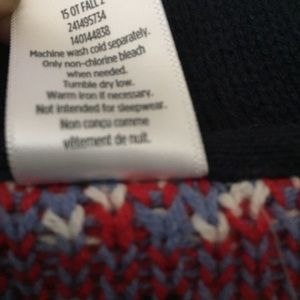 15 OT FALL 2
241495734
140144838
Machine wash cold separately.
Only non-chlorine bleach
when needed.
Tumble dry low.
Warm iron if necessary.
Not intended for sleepwear.
Non conçu comme
vêtement de nuit.